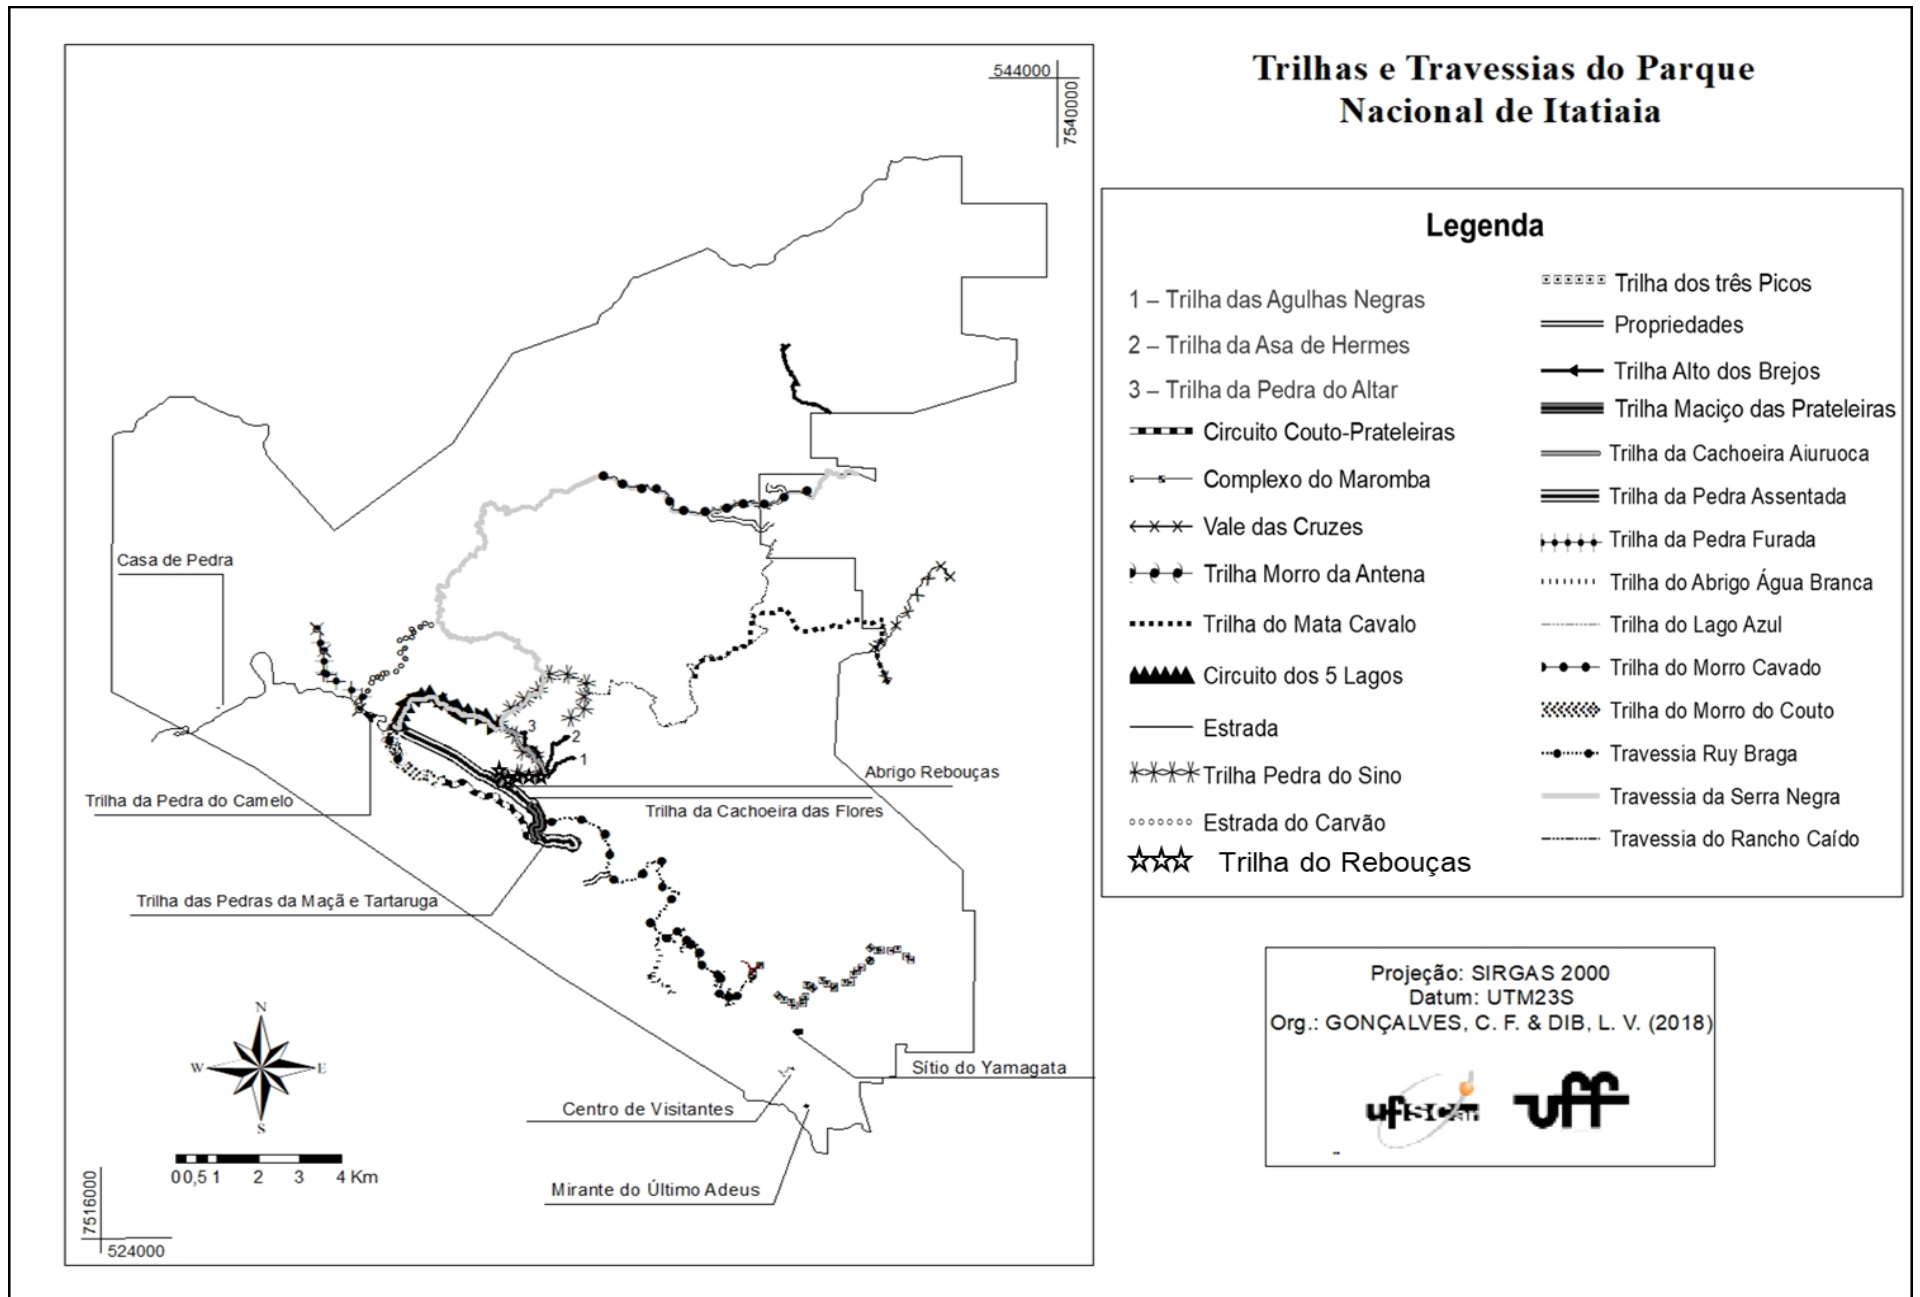 Trilhas e Travessias do Parque
Nacional de Itatiaia
544000
7540000
Casa de Pedra
3
2
1
Abrigo Rebouças
Trilha da Pedra do Camelo
Trilha da Cachoeira das Flores
Trilha das Pedras da Maçã e Tartaruga
Sítio do Yamagata
Centro de Visitantes
Mirante do Último Adeus
N
W
E
S
0 0,5 1 2 3 4 Km
7516000
524000
Legenda
1 – Trilha das Agulhas Negras
2 – Trilha da Asa de Hermes
3 – Trilha da Pedra do Altar
Circuito Couto-Prateleiras
Complexo do Maromba
Vale das Cruzes
Trilha Morro da Antena
Trilha do Mata Cavalo
Circuito dos 5 Lagos
Estrada
Trilha Pedra do Sino
Estrada do Carvão
Trilha do Rebouças
Trilha dos três Picos
Propriedades
Trilha Alto dos Brejos
Trilha Maciço das Prateleiras
Trilha da Cachoeira Aiuruoca
Trilha da Pedra Assentada
Trilha da Pedra Furada
Trilha do Abrigo Água Branca
Trilha do Lago Azul
Trilha do Morro Cavado
Trilha do Morro do Couto
Travessia Ruy Braga
Travessia da Serra Negra
Travessia do Rancho Caído
Projeção: SIRGAS 2000
Datum: UTM23S
Org.: GONÇALVES, C. F. & DIB, L. V. (2018)
ufscar
uff